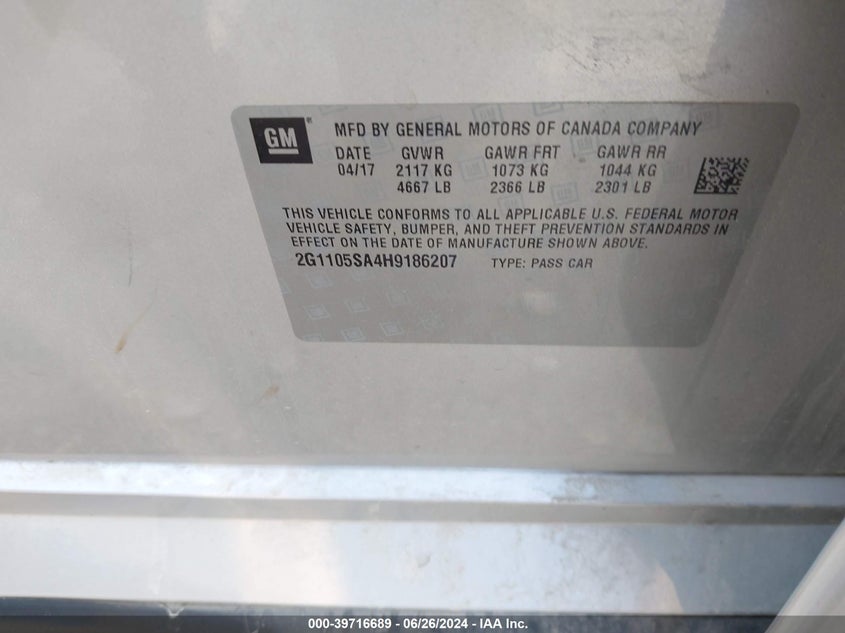 GM ® MFD BY GENERAL MOTORS OF CANADA COMPANY
DATE GVWR GAWR FRT GAWR RR
04/17 2117 KG 1073 KG 1044 KG
4667 LB 2366 LB 2301 LB
THIS VEHICLE CONFORMS TO ALL APPLICABLE U.S. FEDERAL MOTOR
VEHICLE SAFETY, BUMPER, AND THEFT PREVENTION STANDARDS IN
EFFECT ON THE DATE OF MANUFACTURE SHOWN ABOVE.
2G1105SA4H9186207 TYPE: PASS CAR
000-39716689 - 06/26/2024 - IAA Inc.